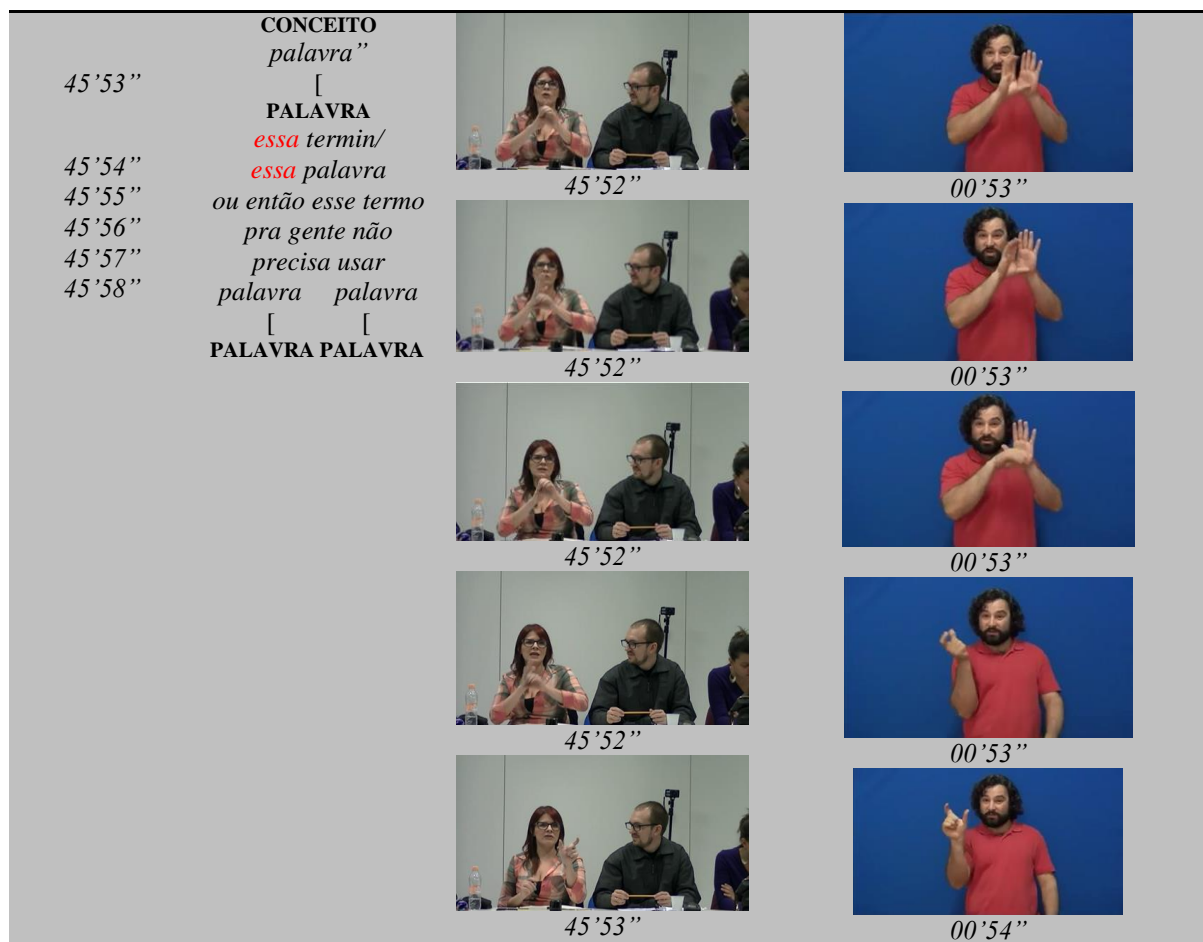 CONCEITO
palavra”
45’53” [
PALAVRA
essa termin/
45’54” essa palavra
45’55” ou então esse termo
45’56” pra gente não
45’57” precisa usar
45’58” palavra palavra
[ [
PALAVRA PALAVRA
45’52” 00’53”
45’52” 00’53”
45’52” 00’53”
45’52” 00’53”
45’53” 00’54”